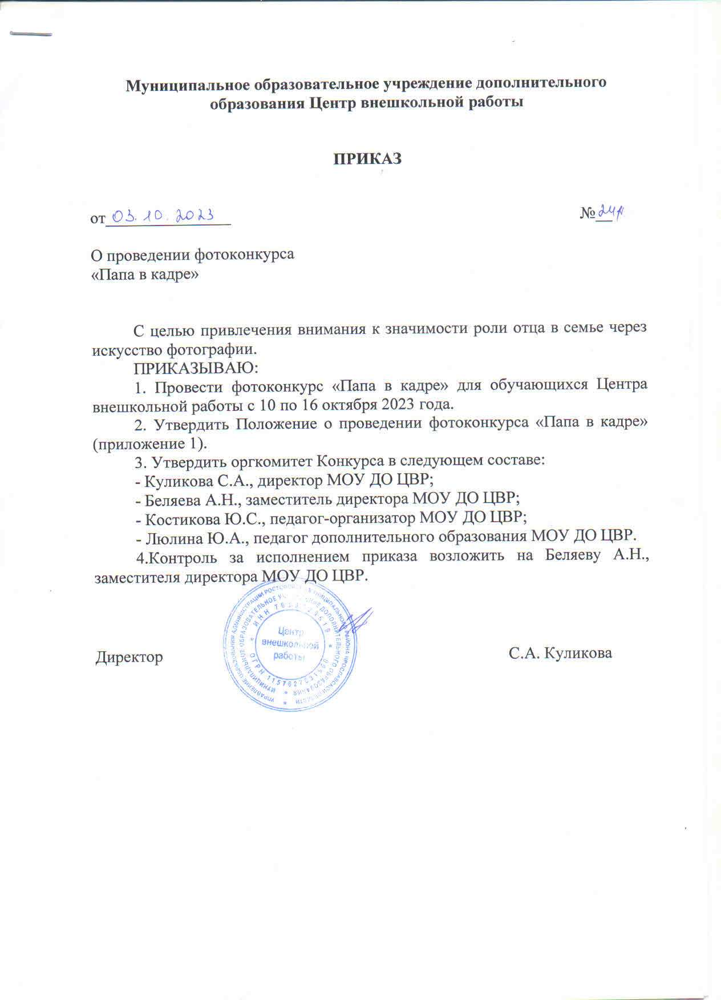 Муниципальное образовательное учреждение дополнительного
образования Центр внешкольной работы
ПРИКАЗ
от 03.10.2023 №
О проведении фотоконкурса
«Папа в кадре»
С целью привлечения внимания к значимости роли отца в семье через
искусство фотографии.
ПРИКАЗЫВАЮ:
1. Провести фотоконкурс «Папа в кадре» для обучающихся Центра
внешкольной работы с 10 по 16 октября 2023 года.
2. Утвердить Положение о проведении фотоконкурса «Папа в кадре»
(приложение 1).
3. Утвердить оргкомитет Конкурса в следующем составе:
- Куликова С.А., директор МОУ ДО ЦВР;
- Беляева А.Н., заместитель директора МОУ ДО ЦВР;
- Костикова Ю.С., педагог-организатор МОУ ДО ЦВР;
- Люлина Ю.А., педагог дополнительного образования МОУ ДО ЦВР.
4.Контроль за исполнением приказа возложить на Беляеву А.Н.,
заместителя директора МОУ ДО ЦВР.
Центр
внешкольной
работы
Директор С.А. Куликова